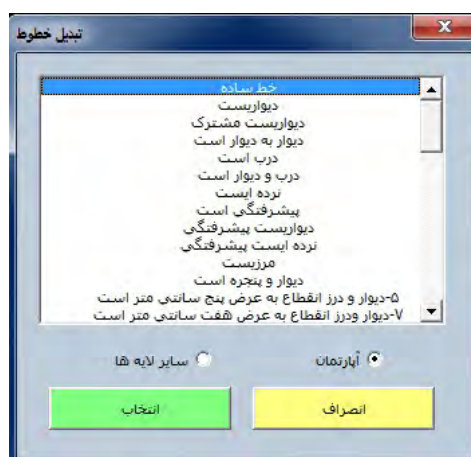 تبدیل خطوط
خط ساده
دیواریست
دیواریست مشترک
دیوار به دیوار است
درب است
درب و دیوار است
نرده ایست
پیشرفتگی است
دیواریست پیشرفتگی
نرده ایست پیشرفتگی
مرزیست
دیوار و پنجره است
۵-دیوار و درز انقطاع به عرض پنج سانتی متر است
۷-دیوار ودرز انقطاع به عرض هفت سانتی متر است
آپارتمان سایر لایه ها
انصراف انتخاب